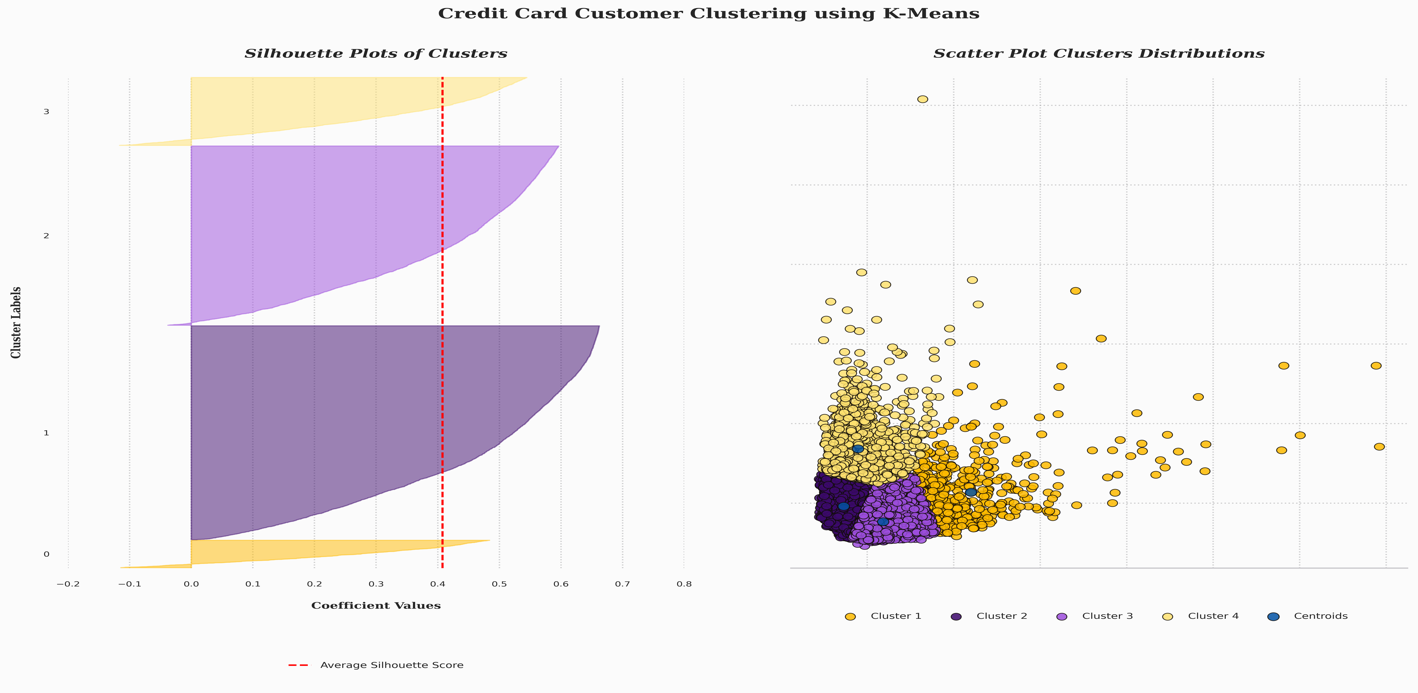 Credit Card Customer Clustering using K-Means
Silhouette Plots of Clusters
Scatter Plot Clusters Distributions
Cluster Labels
3
2
1
0
−0.2 −0.1 0.0 0.1 0.2 0.3 0.4 0.5 0.6 0.7 0.8
Coefficient Values
Average Silhouette Score
Cluster 1 Cluster 2 Cluster 3 Cluster 4 Centroids